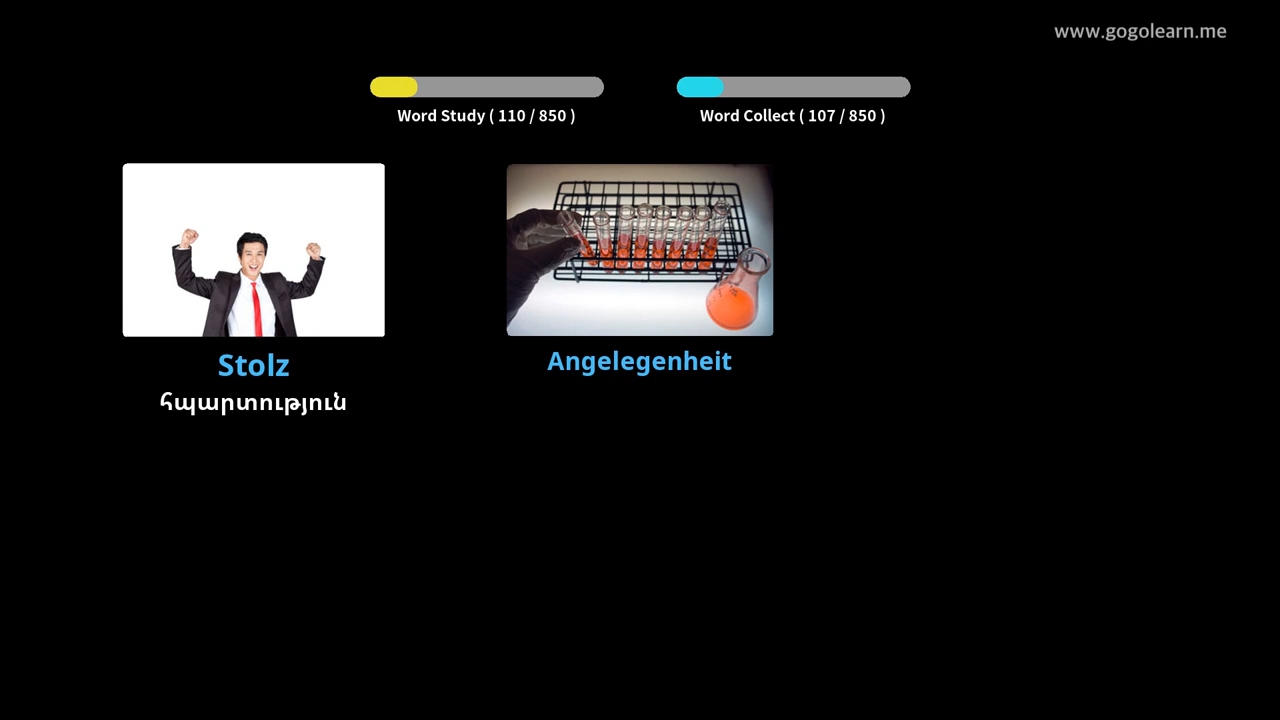 www.gogolearn.me
Word Study ( 110 / 850 )
Word Collect ( 107 / 850 )
Stolz
հպարտություն
Angelegenheit